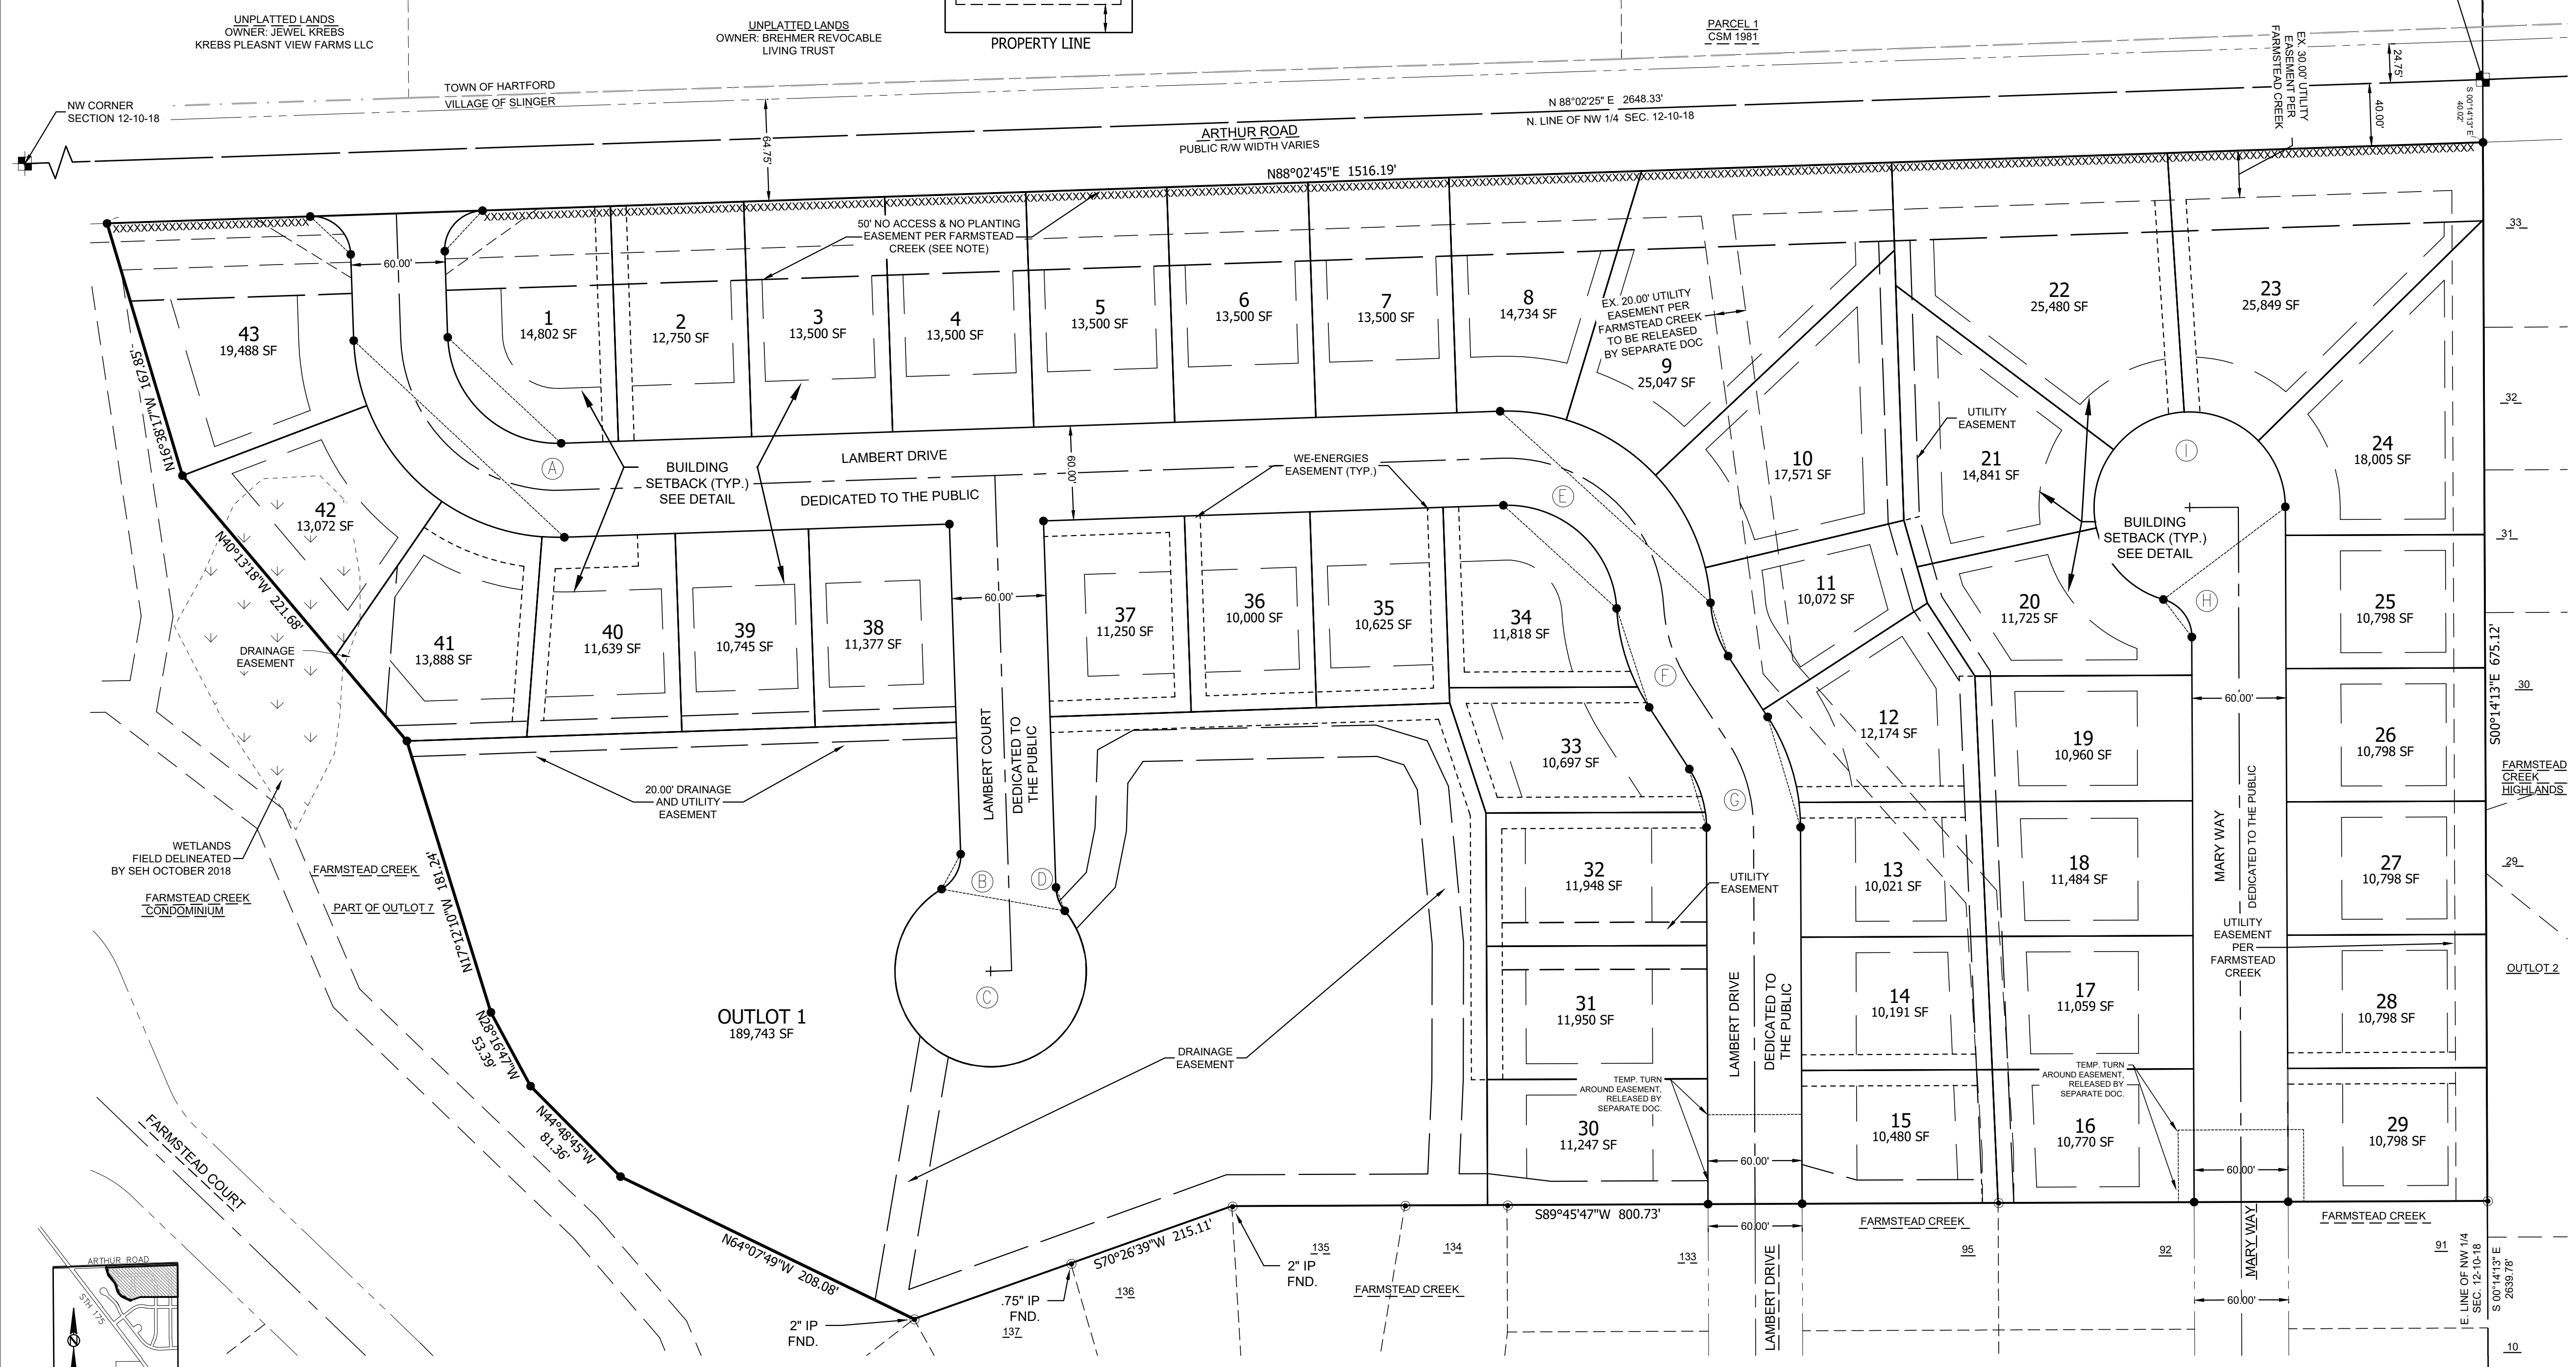 UNPLATTED LANDS
OWNER: JEWEL KREBS
KREBS PLEASNT VIEW FARMS LLC
UNPLATTED LANDS
OWNER: BREHMER REVOCABLE
LIVING TRUST
PROPERTY LINE
PARCEL 1
CSM 1981
EX. 30.00' UTILITY
EASEMENT PER
FARMSTEAD CREEK
24.75'
40.00'
S 00°14'13" E
40.02'
NW CORNER
SECTION 12-10-18
TOWN OF HARTFORD
VILLAGE OF SLINGER
64.75'
N 88°02'25" E 2648.33'
N. LINE OF NW 1/4 SEC. 12-10-18
ARTHUR ROAD
PUBLIC R/W WIDTH VARIES
N88°02'45"E 1516.19'
50' NO ACCESS & NO PLANTING
EASEMENT PER FARMSTEAD
CREEK (SEE NOTE)
60.00'
43
19,488 SF
1
14,802 SF
2
12,750 SF
3
13,500 SF
4
13,500 SF
5
13,500 SF
6
13,500 SF
7
13,500 SF
8
14,734 SF
EX. 20.00' UTILITY
EASEMENT PER
FARMSTEAD CREEK
TO BE RELEASED
BY SEPARATE DOC
9
25,047 SF
22
25,480 SF
23
25,849 SF
33
32
31
30
29
N16°38'17"W 167.85'
A
BUILDING
SETBACK (TYP.)
SEE DETAIL
LAMBERT DRIVE
DEDICATED TO THE PUBLIC
60.00'
WE-ENERGIES
EASEMENT (TYP.)
E
10
17,571 SF
UTILITY
EASEMENT
21
14,841 SF
I
BUILDING
SETBACK (TYP.)
SEE DETAIL
24
18,005 SF
42
13,072 SF
N40°13'18"W 221.68'
DRAINAGE
EASEMENT
41
13,888 SF
40
11,639 SF
39
10,745 SF
38
11,377 SF
60.00'
37
11,250 SF
36
10,000 SF
35
10,625 SF
34
11,818 SF
F
11
10,072 SF
20
11,725 SF
H
25
10,798 SF
S00°14'13"E 675.12'
LAMBERT COURT
DEDICATED TO
THE PUBLIC
33
10,697 SF
G
12
12,174 SF
19
10,960 SF
60.00'
26
10,798 SF
FARMSTEAD
CREEK
HIGHLANDS
20.00' DRAINAGE
AND UTILITY
EASEMENT
WETLANDS
FIELD DELINEATED
BY SEH OCTOBER 2018
FARMSTEAD CREEK
FARMSTEAD CREEK
CONDOMINIUM
PART OF OUTLOT 7
N17°12'10"W 181.24'
B
D
C
32
11,948 SF
UTILITY
EASEMENT
13
10,021 SF
18
11,484 SF
MARY WAY
DEDICATED TO THE PUBLIC
27
10,798 SF
UTILITY
EASEMENT
PER
FARMSTEAD
CREEK
OUTLOT 2
OUTLOT 1
189,743 SF
N28°16'47"W
53.39'
DRAINAGE
EASEMENT
31
11,950 SF
LAMBERT DRIVE
DEDICATED TO
THE PUBLIC
14
10,191 SF
17
11,059 SF
28
10,798 SF
TEMP. TURN
AROUND EASEMENT,
RELEASED BY
SEPARATE DOC.
TEMP. TURN
AROUND EASEMENT,
RELEASED BY
SEPARATE DOC.
N44°48'45"W
81.36'
30
11,247 SF
60.00'
15
10,480 SF
16
10,770 SF
60.00'
29
10,798 SF
FARMSTEAD COURT
N64°07'49"W 208.08'
S70°26'39"W 215.11'
S89°45'47"W 800.73'
60.00'
FARMSTEAD CREEK
FARMSTEAD CREEK
2" IP
FND.
.75" IP
FND.
2" IP
FND.
137
136
135
134
FARMSTEAD CREEK
133
LAMBERT DRIVE
95
92
MARY WAY
60.00'
91
E. LINE OF NW 1/4
SEC. 12-10-18
S 00°14'13" E
2639.78'
10
ARTHUR ROAD
STH 175
N